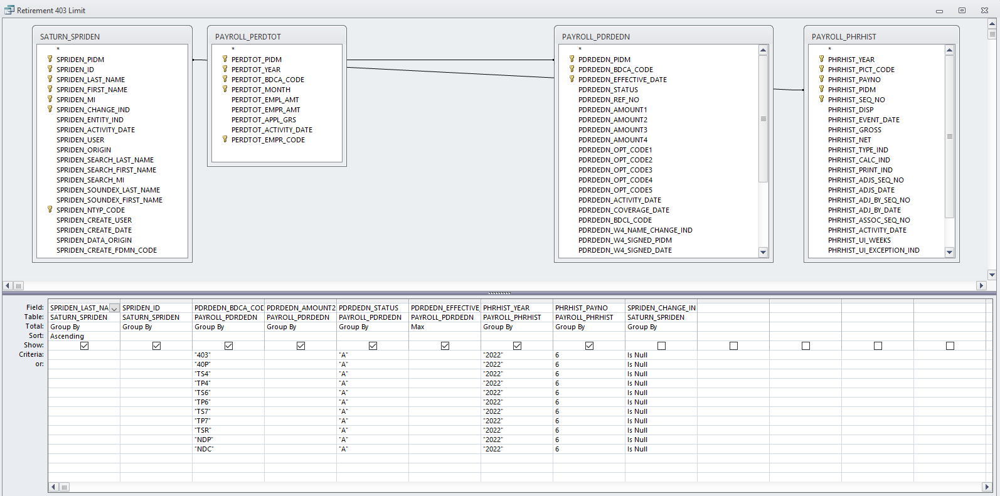 Retirement 403 Limit
SATURN_SPRIDEN
*
SPRIDEN_PIDM
SPRIDEN_ID
SPRIDEN_LAST_NAME
SPRIDEN_FIRST_NAME
SPRIDEN_MI
SPRIDEN_CHANGE_IND
SPRIDEN_ENTITY_IND
SPRIDEN_ACTIVITY_DATE
SPRIDEN_USER
SPRIDEN_ORIGIN
SPRIDEN_SEARCH_LAST_NAME
SPRIDEN_SEARCH_FIRST_NAME
SPRIDEN_SEARCH_MI
SPRIDEN_SOUNDEX_LAST_NAME
SPRIDEN_SOUNDEX_FIRST_NAME
SPRIDEN_NTYP_CODE
SPRIDEN_CREATE_USER
SPRIDEN_CREATE_DATE
SPRIDEN_DATA_ORIGIN
SPRIDEN_CREATE_FDMN_CODE
PAYROLL_PERDTOT
*
PERDTOT_PIDM
PERDTOT_YEAR
PERDTOT_BDCA_CODE
PERDTOT_MONTH
PERDTOT_EMPL_AMT
PERDTOT_EMPR_AMT
PERDTOT_APPL_GRS
PERDTOT_ACTIVITY_DATE
PERDTOT_EMPR_CODE
PAYROLL_PDRDEDN
*
PDRDEDN_PIDM
PDRDEDN_BDCA_CODE
PDRDEDN_EFFECTIVE_DATE
PDRDEDN_STATUS
PDRDEDN_REF_NO
PDRDEDN_AMOUNT1
PDRDEDN_AMOUNT2
PDRDEDN_AMOUNT3
PDRDEDN_AMOUNT4
PDRDEDN_OPT_CODE1
PDRDEDN_OPT_CODE2
PDRDEDN_OPT_CODE3
PDRDEDN_OPT_CODE4
PDRDEDN_OPT_CODE5
PDRDEDN_ACTIVITY_DATE
PDRDEDN_COVERAGE_DATE
PDRDEDN_BDCL_CODE
PDRDEDN_W4_NAME_CHANGE_IND
PDRDEDN_W4_SIGNED_PIDM
PDRDEDN_W4_SIGNED_DATE
PAYROLL_PHRHIST
*
PHRHIST_YEAR
PHRHIST_PICT_CODE
PHRHIST_PAYNO
PHRHIST_PIDM
PHRHIST_SEQ_NO
PHRHIST_DISP
PHRHIST_EVENT_DATE
PHRHIST_GROSS
PHRHIST_NET
PHRHIST_TYPE_IND
PHRHIST_CALC_IND
PHRHIST_PRINT_IND
PHRHIST_ADJS_SEQ_NO
PHRHIST_ADJS_DATE
PHRHIST_ADJ_BY_SEQ_NO
PHRHIST_ADJ_BY_DATE
PHRHIST_ASSOC_SEQ_NO
PHRHIST_ACTIVITY_DATE
PHRHIST_UI_WEEKS
PHRHIST_UI_EXCEPTION_IND
Field: SPRIDEN_LAST_NA SPRIDEN_ID PDRDEDN_BDCA_COD PDRDEDN_AMOUNT2 PDRDEDN_STATUS PDRDEDN_EFFECTIVE_ PHRHIST_YEAR PHRHIST_PAYNO SPRIDEN_CHANGE_IN
Table: SATURN_SPRIDEN SATURN_SPRIDEN PAYROLL_PDRDEDN PAYROLL_PDRDEDN PAYROLL_PDRDEDN PAYROLL_PDRDEDN PAYROLL_PHRHIST PAYROLL_PHRHIST SATURN_SPRIDEN
Total: Group By Group By Group By Group By Group By Max Group By Group By Group By
Sort: Ascending
Show:
Criteria: "403" "A" "2022" 6 Is Null
or: "40P" "A" "2022" 6 Is Null
"TS4" "A" "2022" 6 Is Null
"TP4" "A" "2022" 6 Is Null
"TS6" "A" "2022" 6 Is Null
"TP6" "A" "2022" 6 Is Null
"TS7" "A" "2022" 6 Is Null
"TP7" "A" "2022" 6 Is Null
"TSR" "A" "2022" 6 Is Null
"NDP" "A" "2022" 6 Is Null
"NDC" "A" "2022" 6 Is Null